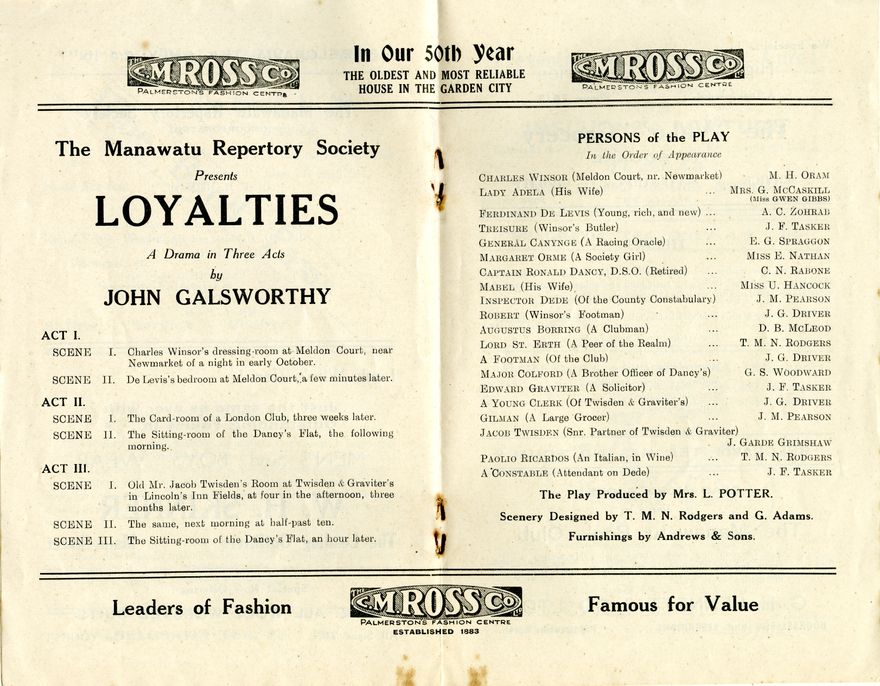 THE C.M ROSS CO LTD
PALMERSTON'S FASHION CENTRE
In Our 50th Year
THE OLDEST AND MOST RELIABLE
HOUSE IN THE GARDEN CITY
THE C.M ROSS CO LTD
PALMERSTON'S FASHION CENTRE
The Manawatu Repertory Society
Presents
LOYALTIES
A Drama in Three Acts
by
JOHN GALSWORTHY
ACT I.
SCENE I. Charles Winsor's dressing-room at Meldon Court, near
Newmarket of a night in early October.
SCENE II. De Levis's bedroom at Meldon Court, a few minutes later.
ACT II.
SCENE I. The Card-room of a London Club, three weeks later.
SCENE II. The Sitting-room of the Dancy's Flat, the following
morning.
ACT III.
SCENE I. Old Mr. Jacob Twisden's Room at Twisden & Graviter's
in Lincoln's Inn Fields, at four in the afternoon, three
months later.
SCENE II. The same, next morning at half-past ten.
SCENE III. The Sitting-room of the Dancy's Flat, an hour later.
PERSONS of the PLAY
In the Order of Appearance
CHARLES WINSOR (Meldon Court, nr. Newmarket) M. H. ORAM
LADY ADELA (His Wife) ... MRS. G. McCASKILL
(Miss GWEN GIBBS)
FERDINAND DE LEVIS (Young, rich, and new) ... A. C. ZOHRAB
TREISURE (Winsor's Butler) ... J. F. TASKER
GENERAL CANYNGE (A Racing Oracle) ... E. G. SPRAGGON
MARGARET ORME (A Society Girl) ... MISS E. NATHAN
CAPTAIN RONALD DANCY, D.S.O. (Retired) ... C. N. RABONE
MABEL (His Wife) ... MISS U. HANCOCK
INSPECTOR DEDE (Of the County Constabulary) J. M. PEARSON
ROBERT (Winsor's Footman) ... J. G. DRIVER
AUGUSTUS BORRING (A Clubman) ... D. B. McLEOD
LORD ST. ERTH (A Peer of the Realm) ... T. M. N. RODGERS
A FOOTMAN (Of the Club) ... J. G. DRIVER
MAJOR COLFORD (A Brother Officer of Dancy's) G. S. WOODWARD
EDWARD GRAVITER (A Solicitor) ... J. F. TASKER
A YOUNG CLERK (Of Twisden & Graviter's) ... J. G. DRIVER
GILMAN (A Large Grocer) ... J. M. PEARSON
JACOB TWISDEN (Snr. Partner of Twisden & Graviter)
J. GARDE GRIMSHAW
PAOLIO RICARDOS (An Italian, in Wine) ... T. M. N. RODGERS
A CONSTABLE (Attendant on Dede) ... J. F. TASKER
The Play Produced by Mrs. L. POTTER.
Scenery Designed by T. M. N. Rodgers and G. Adams.
Furnishings by Andrews & Sons.
Leaders of Fashion
THE C.M ROSS CO LTD
PALMERSTON'S FASHION CENTRE
ESTABLISHED 1883
Famous for Value